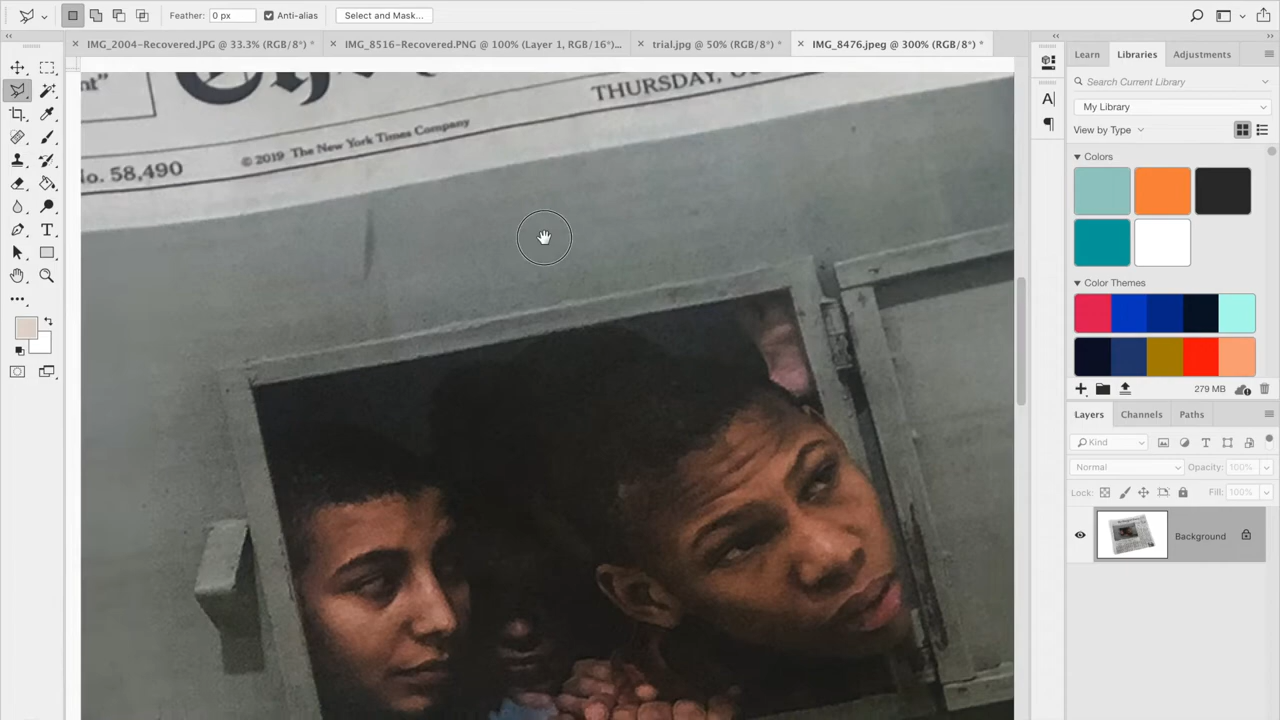 Feather: 0 px Anti-alias Select and Mask...
IMG_2004-Recovered.JPG @ 33.3% (RGB/8*) *
IMG_8516-Recovered.PNG @ 100% (Layer 1, RGB/16*)...
trial.jpg @ 50% (RGB/8*) *
IMG_8476.jpeg @ 300% (RGB/8*) *
THURSDAY,
© 2019 The New York Times Company
No. 58,490
Learn Libraries Adjustments
Search Current Library
My Library
View by Type
Colors
Color Themes
279 MB
Layers Channels Paths
Kind
Normal Opacity: 100%
Lock: Fill: 100%
Background